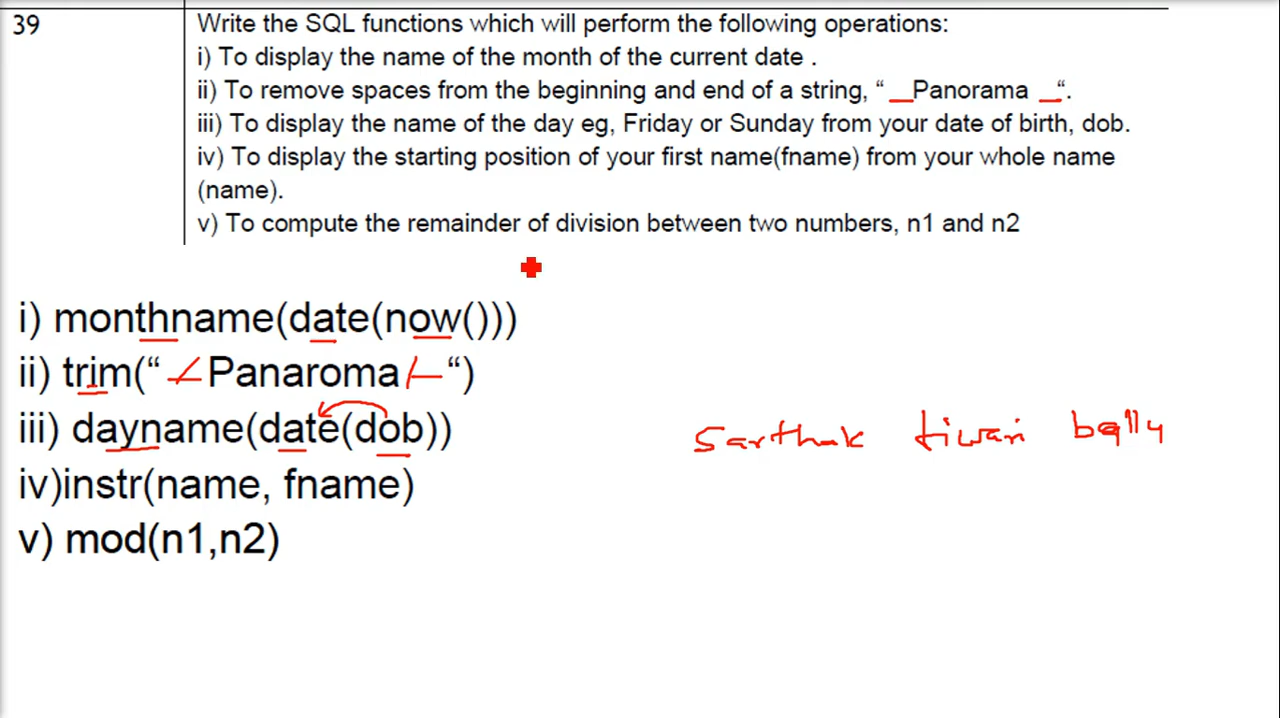 39
Write the SQL functions which will perform the following operations:
i) To display the name of the month of the current date .
ii) To remove spaces from the beginning and end of a string, “ __Panorama _“.
iii) To display the name of the day eg, Friday or Sunday from your date of birth, dob.
iv) To display the starting position of your first name(fname) from your whole name
(name).
v) To compute the remainder of division between two numbers, n1 and n2
i) monthname(date(now()))
ii) trim(“ Panaroma “)
iii) dayname(date(dob))
Sarthak tiwari
iv)instr(name, fname)
v) mod(n1,n2)